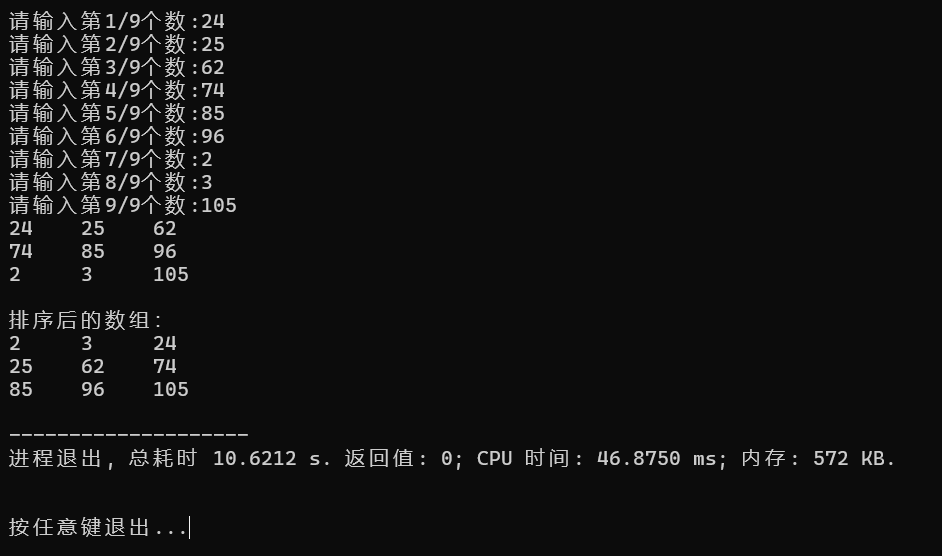 请输入第1/9个数:24
请输入第2/9个数:25
请输入第3/9个数:62
请输入第4/9个数:74
请输入第5/9个数:85
请输入第6/9个数:96
请输入第7/9个数:2
请输入第8/9个数:3
请输入第9/9个数:105
24 25 62
74 85 96
2 3 105
排序后的数组:
2 3 24
25 62 74
85 96 105
--------------------
进程退出, 总耗时 10.6212 s. 返回值: 0; CPU 时间: 46.8750 ms; 内存: 572 KB.
按任意键退出...